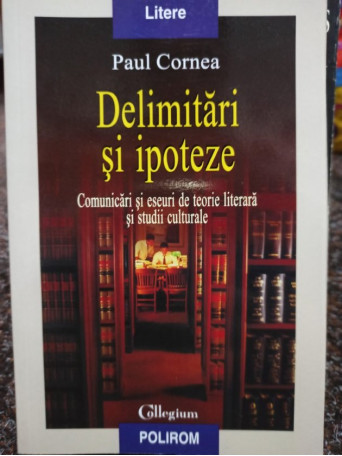 Litere
Paul Cornea
Delimitări
și ipoteze
Comunicări și eseuri de teorie literară
și studii culturale
Collegium
POLIROM